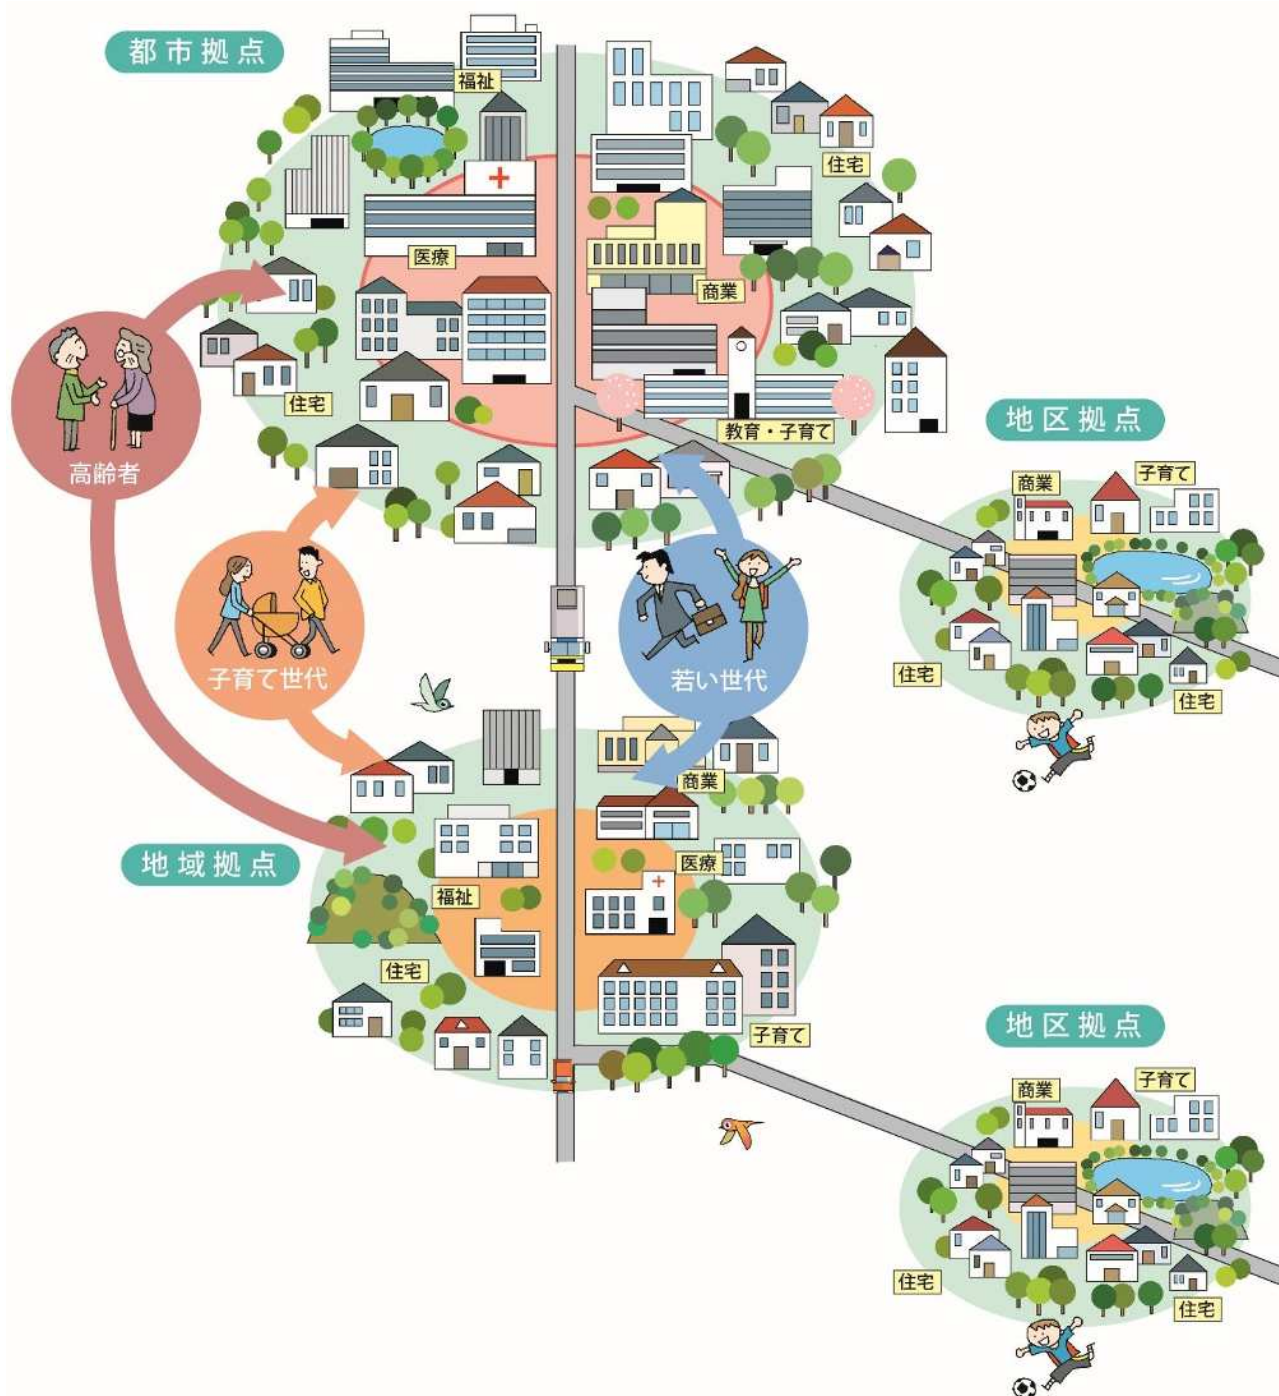 都市拠点
福祉
住宅
医療
商業
住宅
教育・子育て
高齢者
子育て世代
若い世代
地区拠点
商業
子育て
住宅
住宅
地域拠点
商業
医療
福祉
住宅
子育て
地区拠点
商業
子育て
住宅
住宅